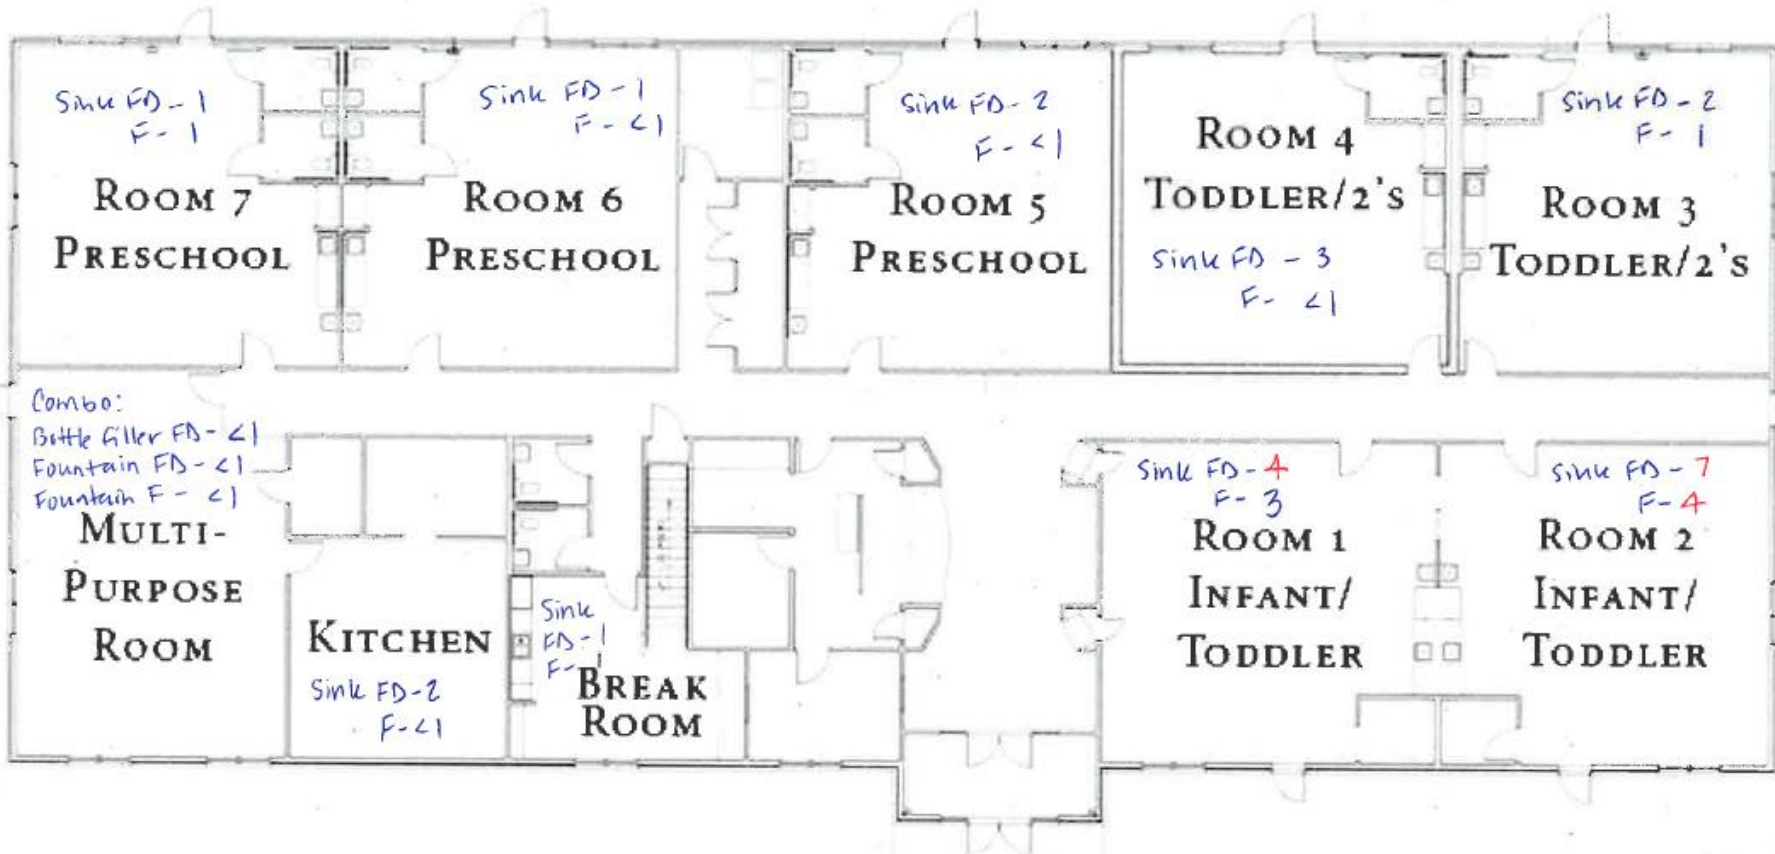 Sink FD - 1
F - 1
ROOM 7
PRESCHOOL
Sink FD - 1
F - <1
ROOM 6
PRESCHOOL
Sink FD - 2
F - <1
ROOM 5
PRESCHOOL
ROOM 4
TODDLER/2's
Sink FD - 3
F - <1
Sink FD - 2
F - 1
ROOM 3
TODDLER/2's
Combo:
Bottle filler FD - <1
Fountain FD - <1
Fountain F - <1
MULTI-
PURPOSE
ROOM
KITCHEN
Sink FD - 2
F - <1
Sink
FD - 1
F -
BREAK
ROOM
Sink FD - 4
F - 3
ROOM 1
INFANT/
TODDLER
Sink FD - 7
F - 4
ROOM 2
INFANT/
TODDLER